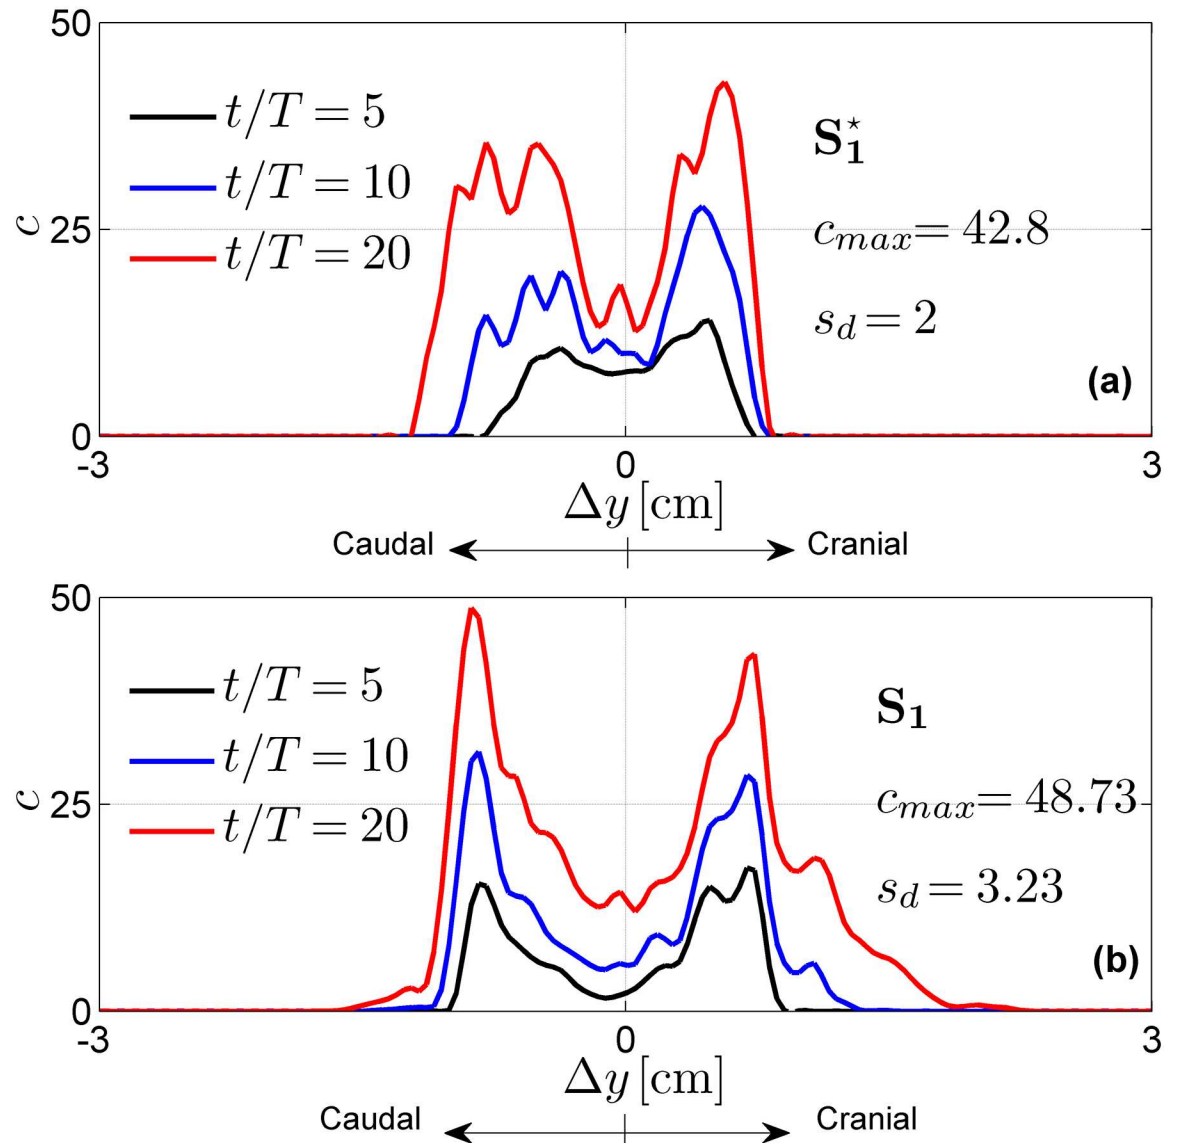 50
t/T = 5
t/T = 10
t/T = 20
S₁*
c_max = 42.8
s_d = 2
c
25
(a)
0
-3 0 3
Δy [cm]
Caudal Cranial
50
t/T = 5
t/T = 10
t/T = 20
S₁
c_max = 48.73
s_d = 3.23
c
25
(b)
0
-3 0 3
Δy [cm]
Caudal Cranial